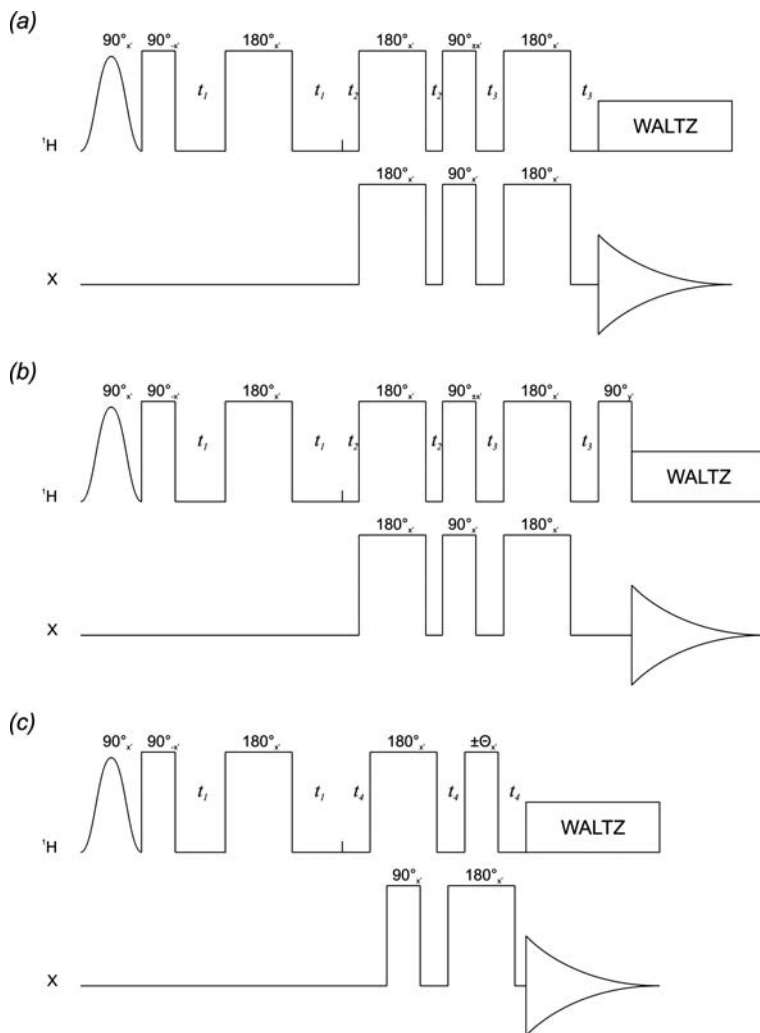 (a)
90°x' 90°-x' 180°x' 180°x' 90°±x' 180°x'
t1 t1 t2 t2 t3 t3
WALTZ
¹H
180°x' 90°x' 180°x'
X
(b)
90°x' 90°-x' 180°x' 180°x' 90°±x' 180°x' 90°y'
t1 t1 t2 t2 t3 t3
WALTZ
¹H
180°x' 90°x' 180°x'
X
(c)
90°x' 90°-x' 180°x' 180°x' ±Θx'
t1 t1 t4 t4 t4
WALTZ
¹H
90°x' 180°x'
X